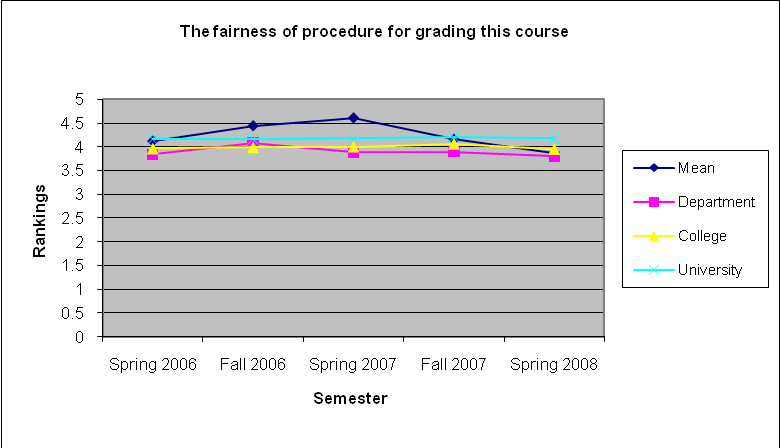 The fairness of procedure for grading this course
Rankings
5
4.5
4
3.5
3
2.5
2
1.5
1
0.5
0
Spring 2006 Fall 2006 Spring 2007 Fall 2007 Spring 2008
Semester
Mean
Department
College
University